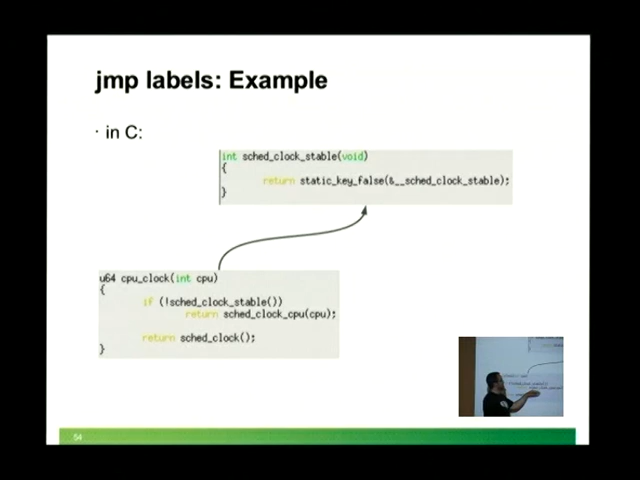 jmp labels: Example
· in C:
int sched_clock_stable(void)
{
return static_key_false(&__sched_clock_stable);
}
u64 cpu_clock(int cpu)
{
if (!sched_clock_stable())
return sched_clock_cpu(cpu);
return sched_clock();
}
54